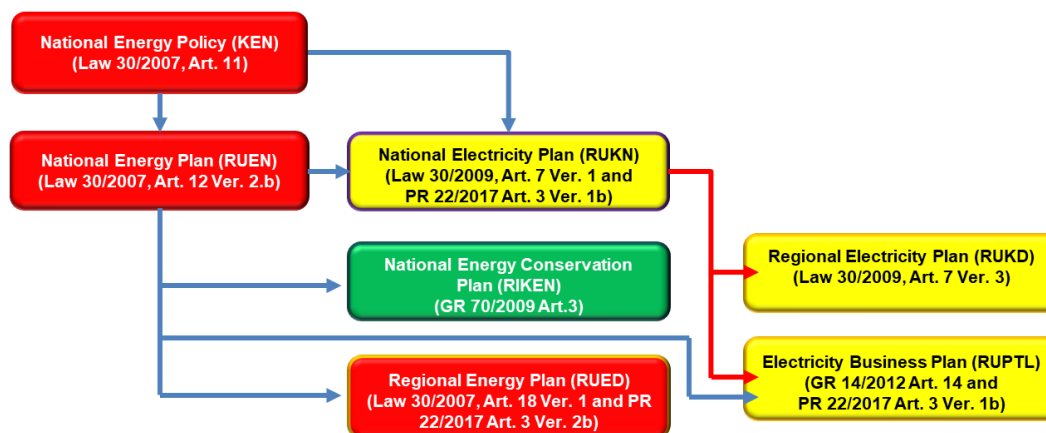 National Energy Policy (KEN)
(Law 30/2007, Art. 11)
National Energy Plan (RUEN)
(Law 30/2007, Art. 12 Ver. 2.b)
National Electricity Plan (RUKN)
(Law 30/2009, Art. 7 Ver. 1 and
PR 22/2017 Art. 3 Ver. 1b)
National Energy Conservation
Plan (RIKEN)
(GR 70/2009 Art.3)
Regional Electricity Plan (RUKD)
(Law 30/2009, Art. 7 Ver. 3)
Regional Energy Plan (RUED)
(Law 30/2007, Art. 18 Ver. 1 and PR
22/2017 Art. 3 Ver. 2b)
Electricity Business Plan (RUPTL)
(GR 14/2012 Art. 14 and
PR 22/2017 Art. 3 Ver. 1b)